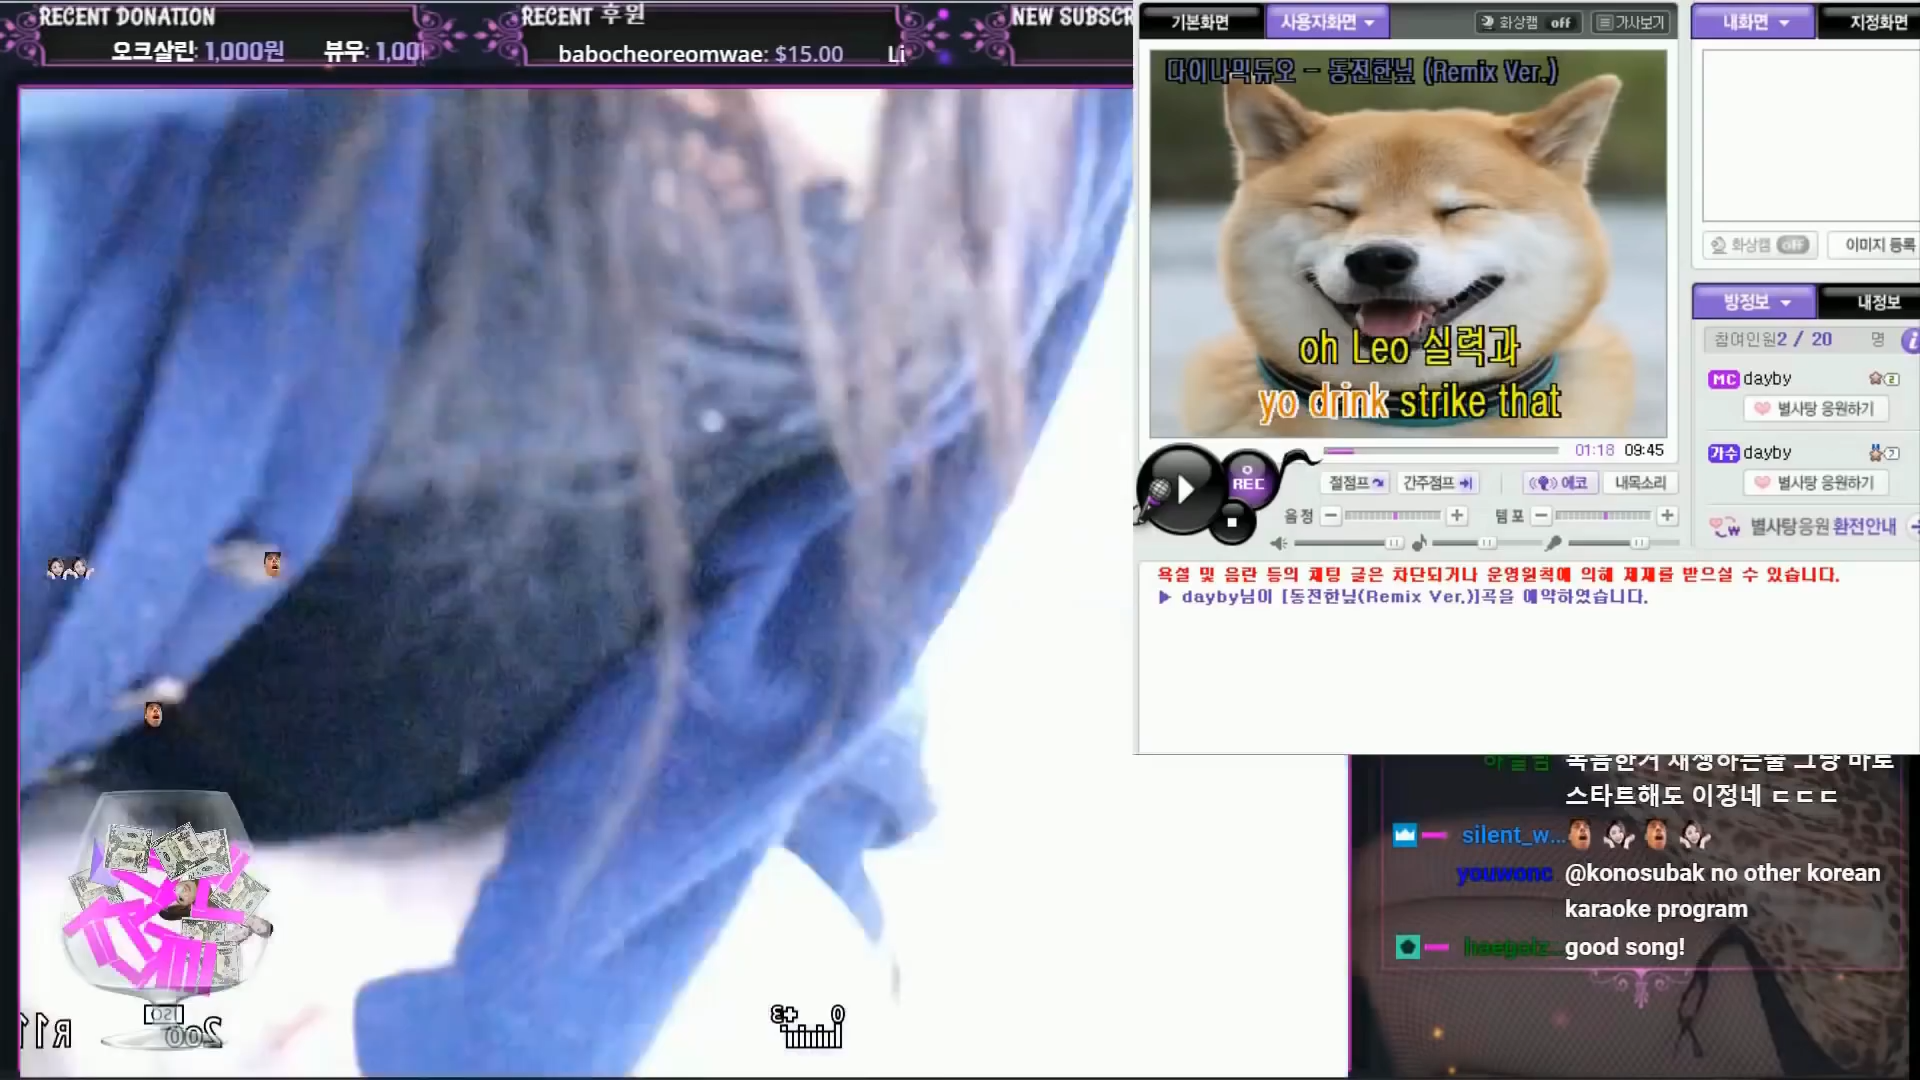 RECENT DONATION
오크살린: 1,000원 뷰우: 1,00
RECENT 후원
babocheoreomwae: $15.00 Li
NEW SUBSCR
기본화면 사용자화면 화상캠 off 가사보기
다이나믹듀오 - 동전한닢 (Remix Ver.)
oh Leo 실력과
yo drink strike that
01:18 09:45
REC
절점프 간주점프 에코 내목소리
음정 템포
내화면 지정화면
화상캠 off 이미지 등록
방정보 내정보
참여인원 2 / 20 명
MC dayby 2
별사탕 응원하기
가수 dayby 7
별사탕 응원하기
별사탕응원 환전안내
욕설 및 음란 등의 채팅 글은 차단되거나 운영원칙에 의해 제재를 받으실 수 있습니다.
▶ dayby님이 [동전한닢(Remix Ver.)]곡을 예약하였습니다.
스타트해도 이정네 ㄷㄷㄷ
silent_w...
youwonc @konosubak no other korean
karaoke program
good song!
ISO
200
R11
0 +3